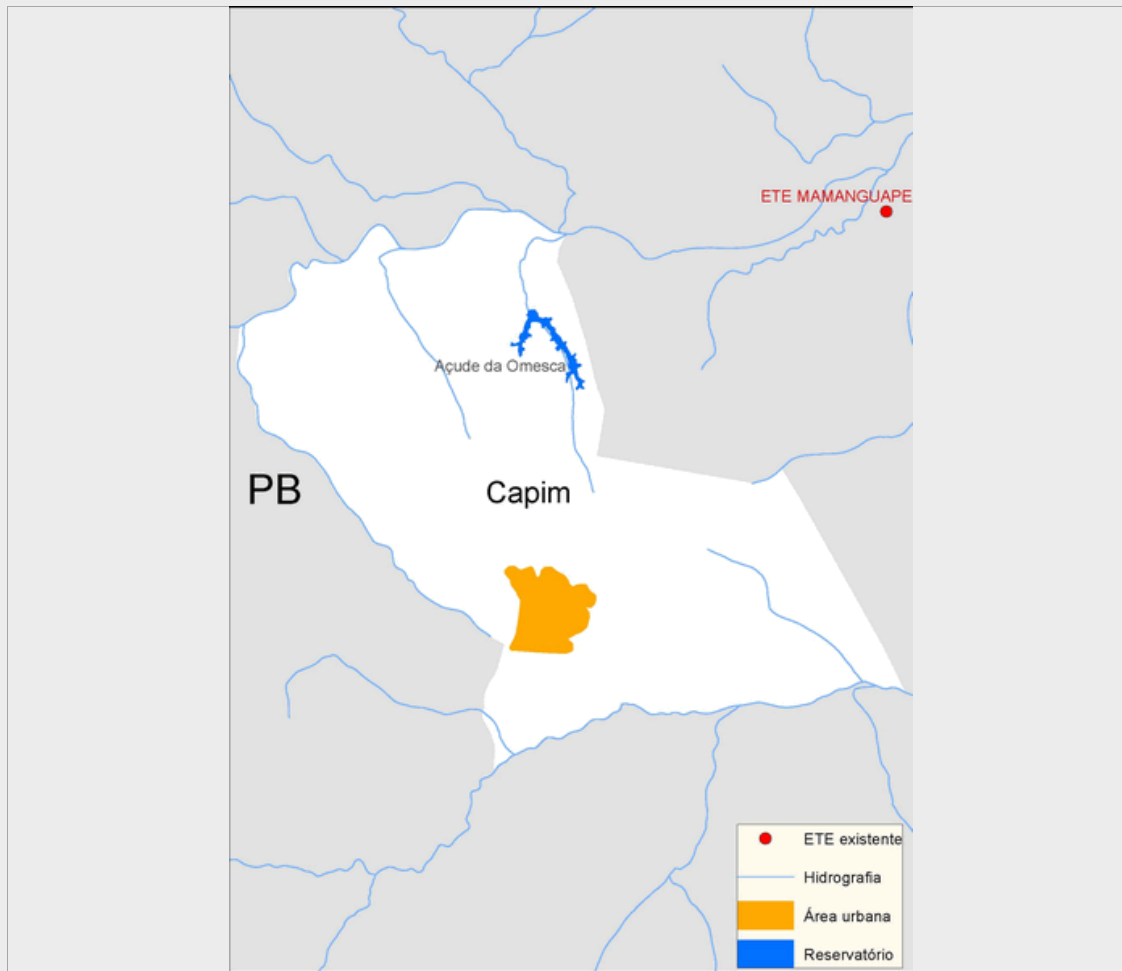 ETE MAMANGUAPE
Açude da Omesca
PB
Capim
ETE existente
Hidrografia
Área urbana
Reservatório